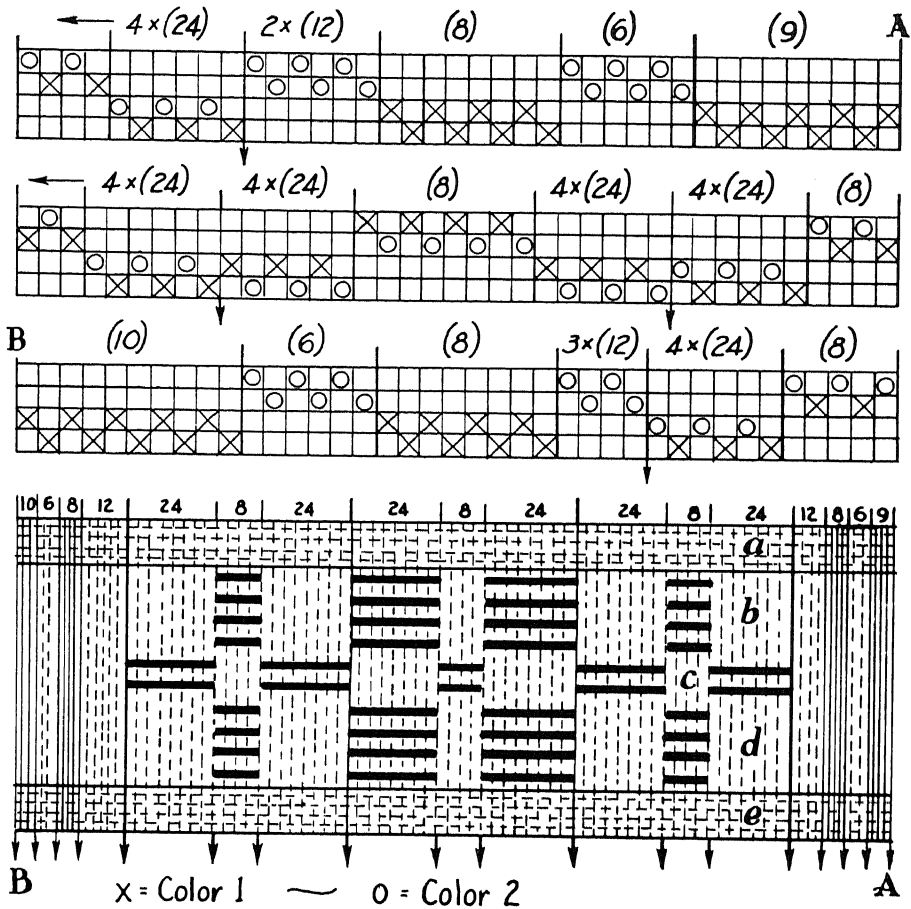 4×(24) 2×(12) (8) (6) (9) A
4×(24) 4×(24) (8) 4×(24) 4×(24) (8)
B (10) (6) (8) 3×(12) 4×(24) (8)
10 6 8 12 24 8 24 24 8 24 24 8 24 12 8 6 9
a
b
c
d
e
B A
x = Color 1 ~ o = Color 2